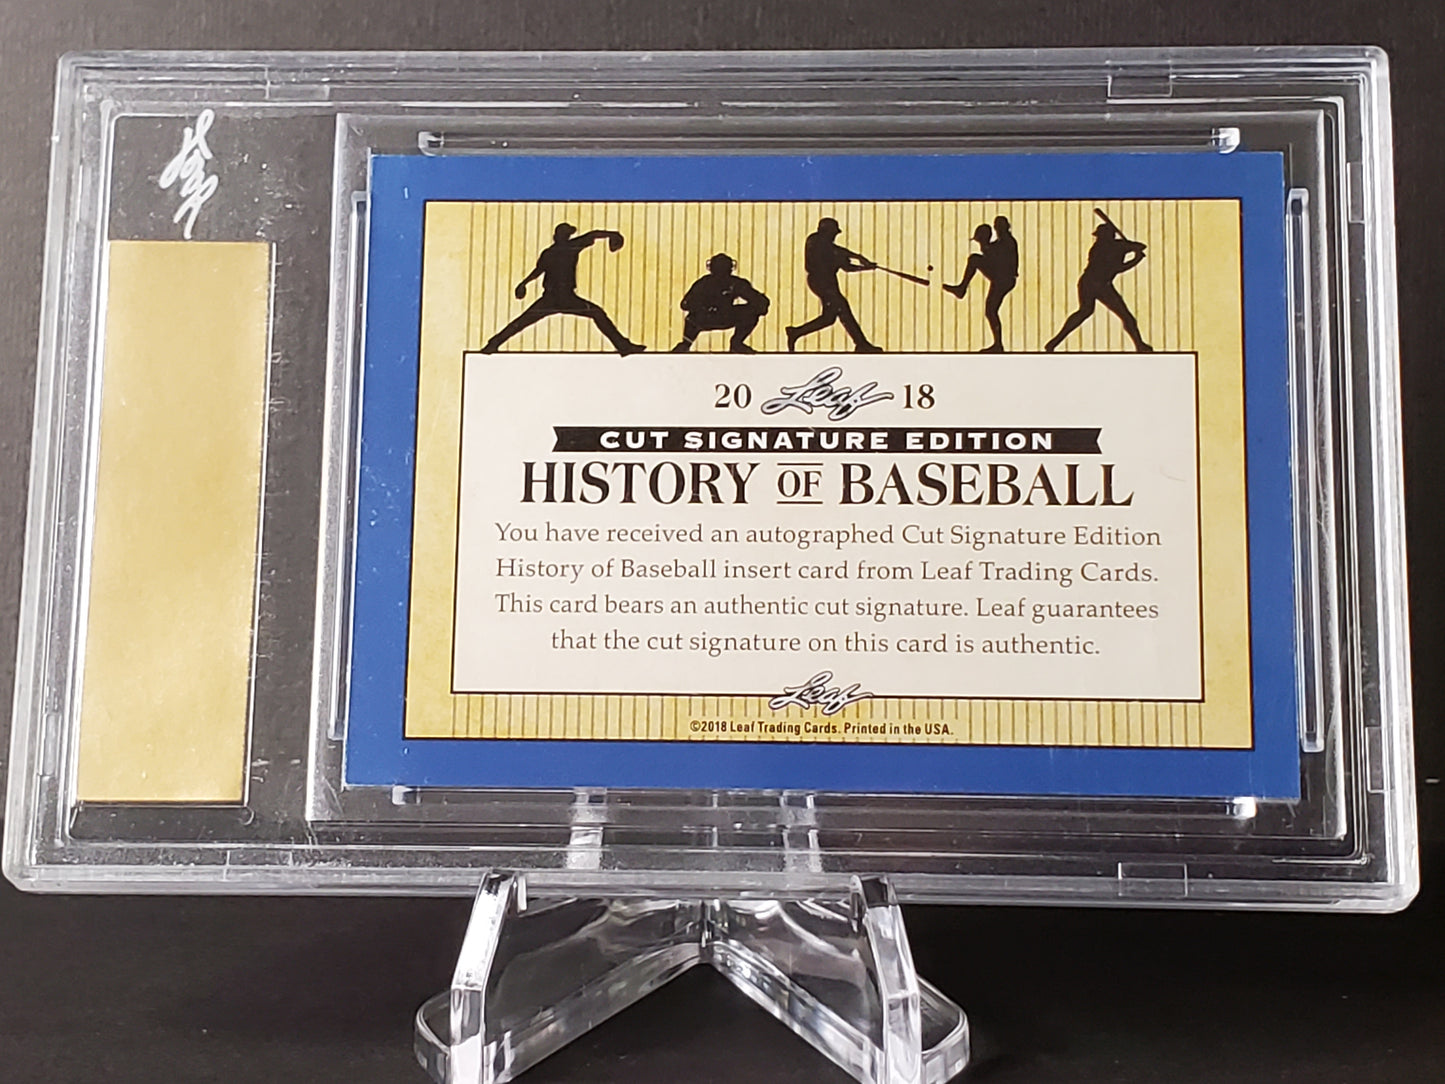 20 Leaf 18
CUT SIGNATURE EDITION
HISTORY OF BASEBALL
You have received an autographed Cut Signature Edition
History of Baseball insert card from Leaf Trading Cards.
This card bears an authentic cut signature. Leaf guarantees
that the cut signature on this card is authentic.
Leaf
©2018 Leaf Trading Cards. Printed in the USA.